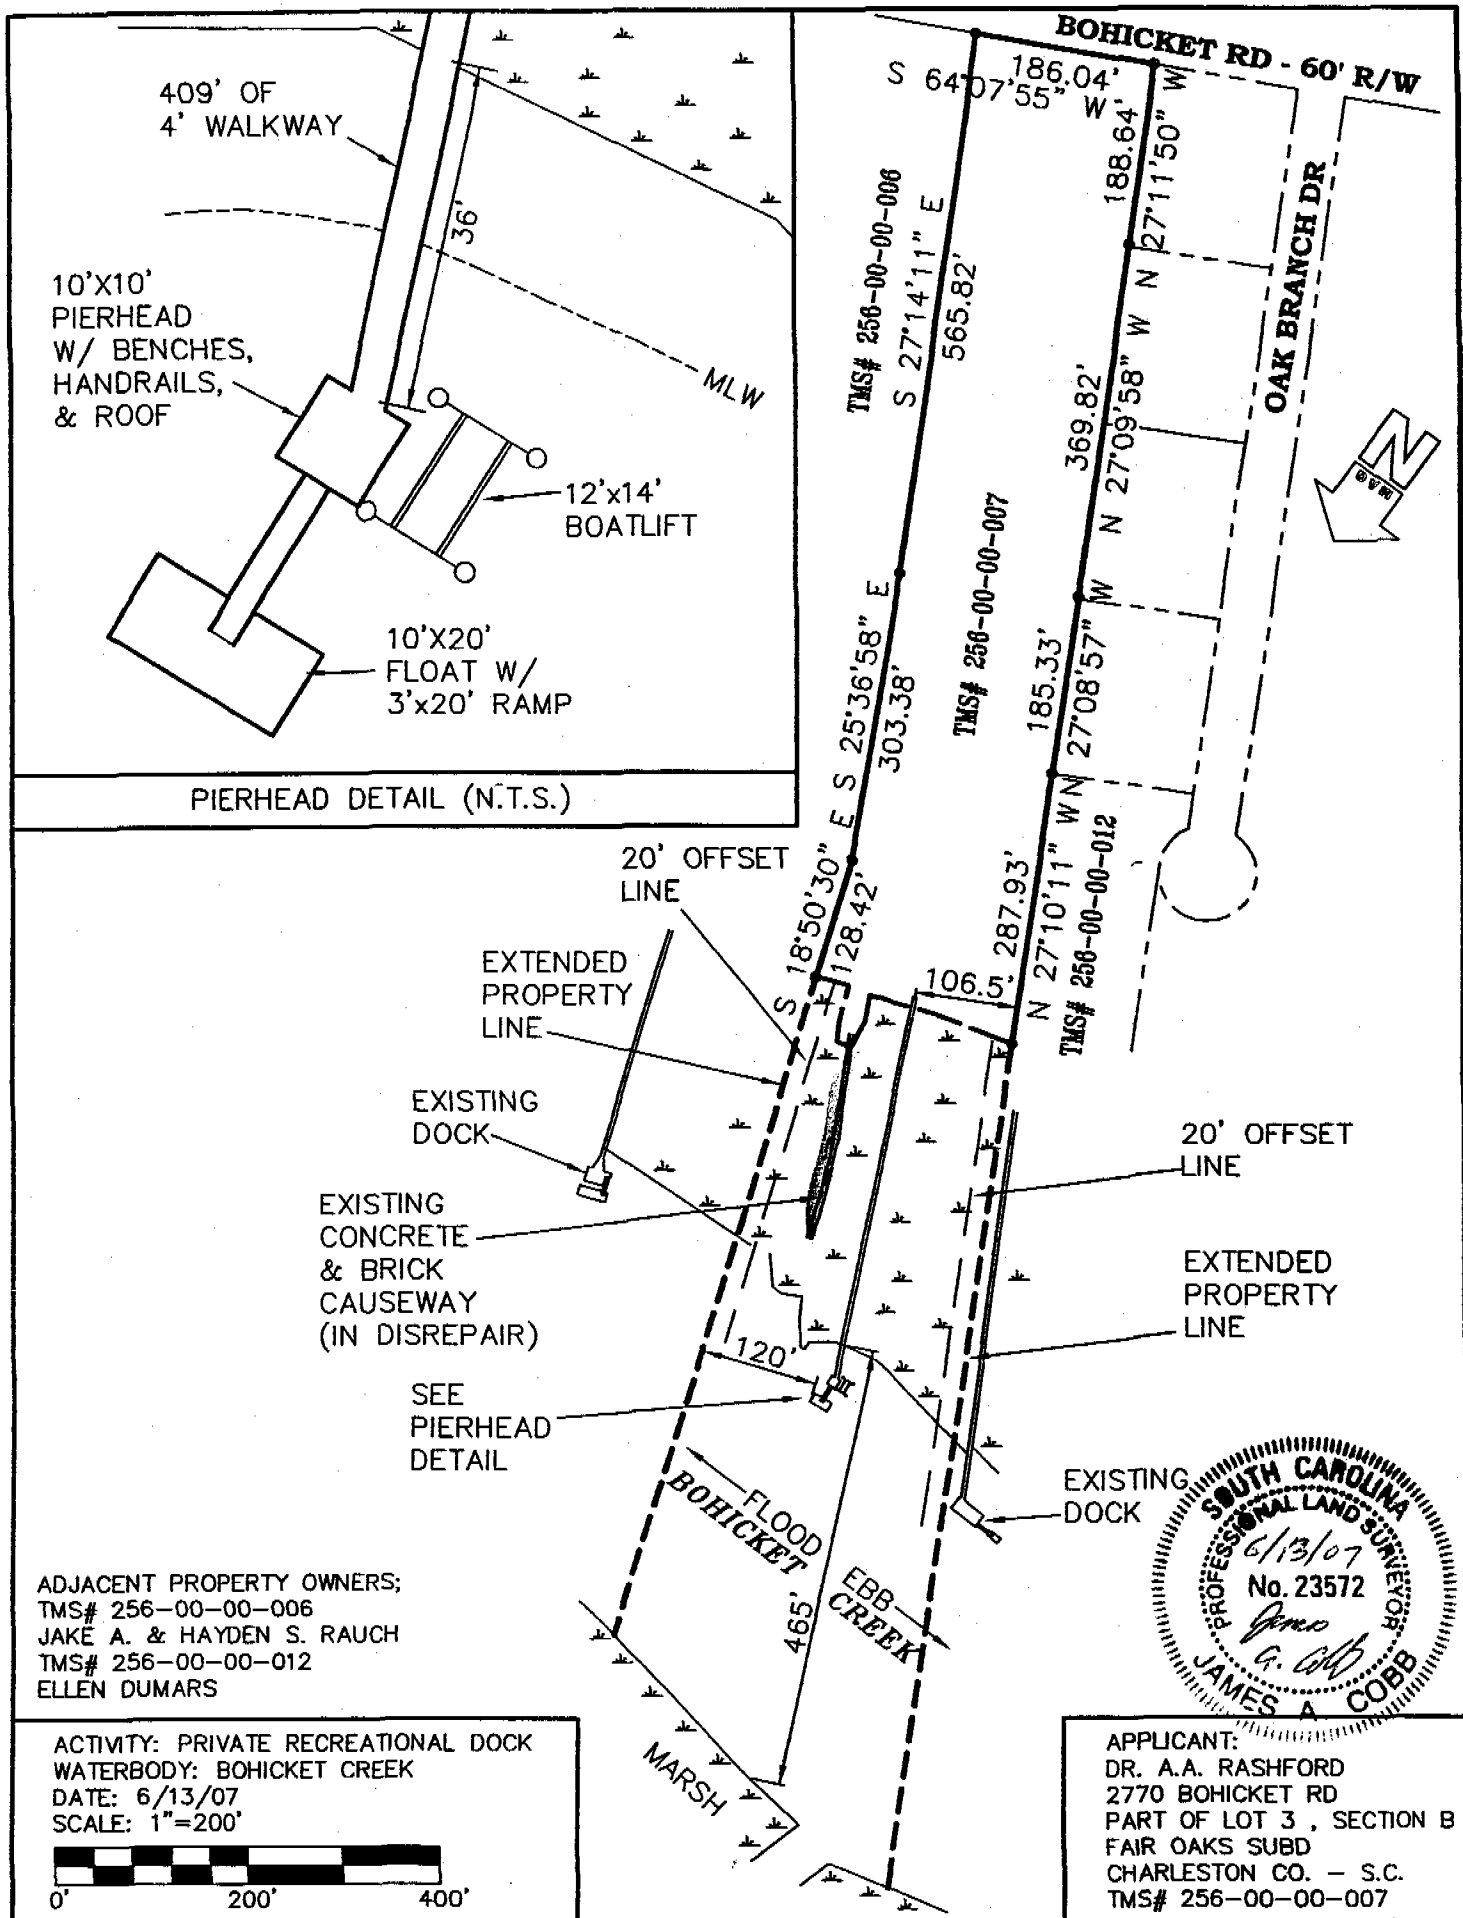 409' OF
4' WALKWAY
36'
10'X10'
PIERHEAD
W/ BENCHES,
HANDRAILS,
& ROOF
MLW
12'x14'
BOATLIFT
10'X20'
FLOAT W/
3'x20' RAMP
PIERHEAD DETAIL (N.T.S.)
BOHICKET RD - 60' R/W
186.04'
S 64°07'55" W
188.64'
N 27°11'50" W
OAK BRANCH DR
TMS# 256-00-00-006
S 27°14'11" E
565.82'
369.82'
N 27°09'58" W
N
MAG
TMS# 256-00-00-007
S 25°36'58" E
303.38'
185.33'
N 27°08'57" W
S 18°50'30" E
128.42'
287.93'
N 27°10'11" W
TMS# 256-00-00-012
106.5'
20' OFFSET
LINE
EXTENDED
PROPERTY
LINE
EXISTING
DOCK
EXISTING
CONCRETE
& BRICK
CAUSEWAY
(IN DISREPAIR)
SEE
PIERHEAD
DETAIL
120'
20' OFFSET
LINE
EXTENDED
PROPERTY
LINE
EXISTING
DOCK
FLOOD
BOHICKET
EBB
CREEK
465'
MARSH
SOUTH CAROLINA
PROFESSIONAL LAND SURVEYOR
6/13/07
No. 23572
James
A. Cobb
JAMES A COBB
ADJACENT PROPERTY OWNERS;
TMS# 256-00-00-006
JAKE A. & HAYDEN S. RAUCH
TMS# 256-00-00-012
ELLEN DUMARS
ACTIVITY: PRIVATE RECREATIONAL DOCK
WATERBODY: BOHICKET CREEK
DATE: 6/13/07
SCALE: 1"=200'
0' 200' 400'
APPLICANT:
DR. A.A. RASHFORD
2770 BOHICKET RD
PART OF LOT 3 , SECTION B
FAIR OAKS SUBD
CHARLESTON CO. - S.C.
TMS# 256-00-00-007